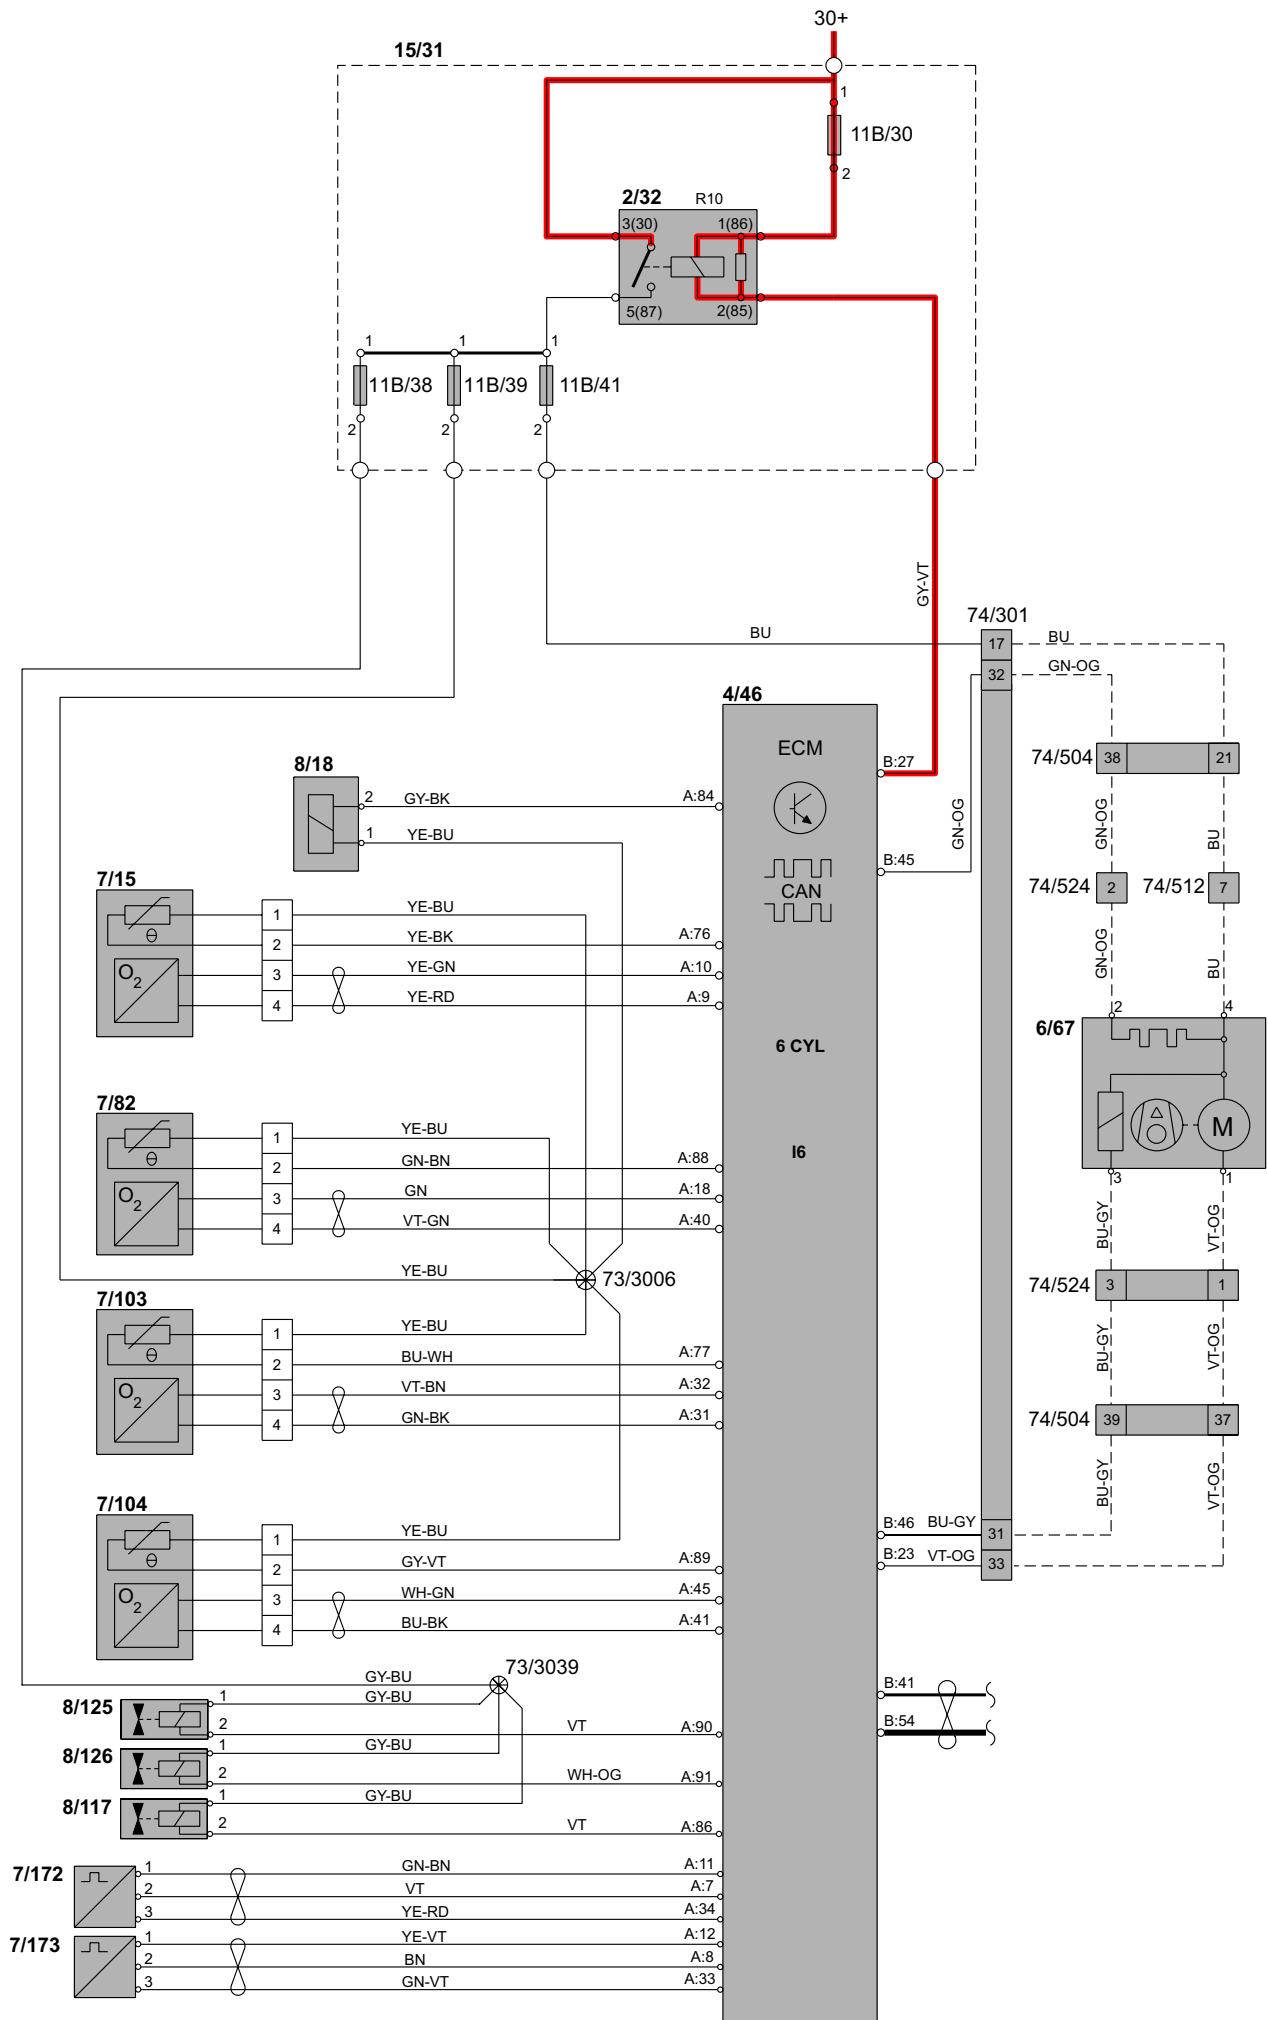 30+
15/31
1
11B/30
2
2/32 R10
3(30) 1(86)
5(87) 2(85)
1 1 1
11B/38 11B/39 11B/41
2 2 2
GY-VT
74/301
BU 17 BU
32 GN-OG
4/46
ECM
CAN
6 CYL
I6
B:27
GN-OG
B:45
74/504 38 21
GN-OG BU
74/524 2 74/512 7
GN-OG BU
2 4
6/67
M
3 1
BU-GY VT-OG
74/524 3 1
BU-GY VT-OG
74/504 39 37
BU-GY VT-OG
B:46 BU-GY 31
B:23 VT-OG 33
B:41
B:54
8/18
2 GY-BK A:84
1 YE-BU
7/15
1 YE-BU
θ 2 YE-BK A:76
O2 3 YE-GN A:10
4 YE-RD A:9
7/82
1 YE-BU
θ 2 GN-BN A:88
O2 3 GN A:18
4 VT-GN A:40
YE-BU 73/3006
7/103
1 YE-BU
θ 2 BU-WH A:77
O2 3 VT-BN A:32
4 GN-BK A:31
7/104
1 YE-BU
θ 2 GY-VT A:89
O2 3 WH-GN A:45
4 BU-BK A:41
GY-BU 73/3039
8/125 1 GY-BU
2 VT A:90
8/126 1 GY-BU
2 WH-OG A:91
8/117 1 GY-BU
2 VT A:86
7/172 1 GN-BN A:11
2 VT A:7
3 YE-RD A:34
7/173 1 YE-VT A:12
2 BN A:8
3 GN-VT A:33